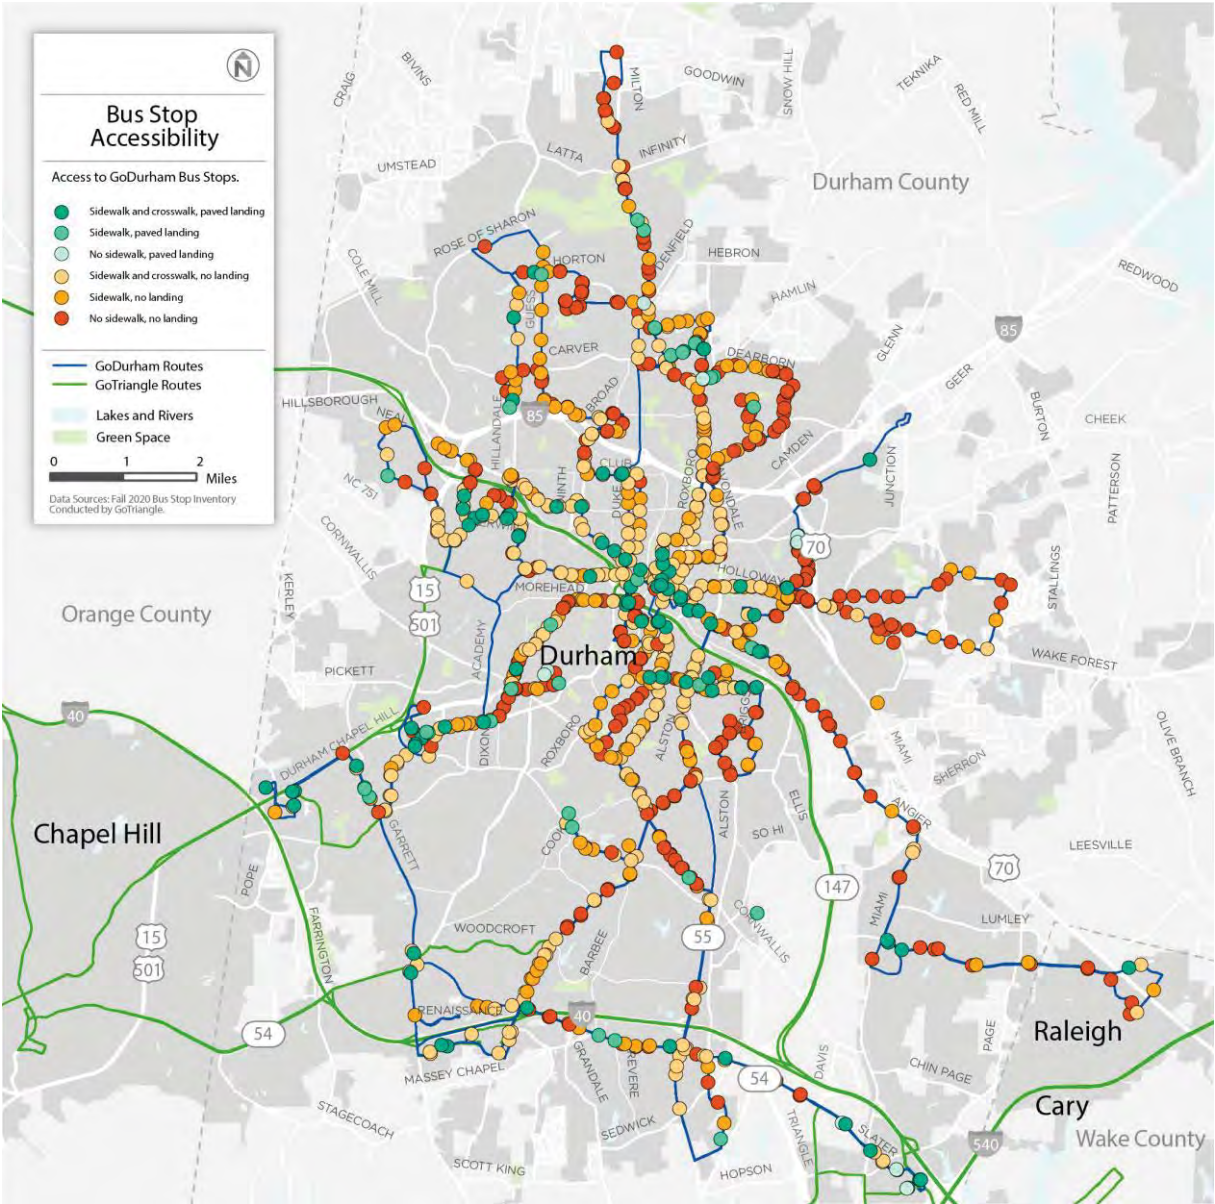 N
Bus Stop
Accessibility
Access to GoDurham Bus Stops.
Sidewalk and crosswalk, paved landing
Sidewalk, paved landing
No sidewalk, paved landing
Sidewalk and crosswalk, no landing
Sidewalk, no landing
No sidewalk, no landing
GoDurham Routes
GoTriangle Routes
Lakes and Rivers
Green Space
0 1 2
Miles
Data Sources: Fall 2020 Bus Stop Inventory
Conducted by GoTriangle.
CRAIG
BIVINS
MILTON
GOODWIN
SNOW HILL
TEKNIKA
RED MILL
LATTA
INFINITY
UMSTEAD
Durham County
ROSE OF SHARON
DENFIELD
HORTON
HEBRON
COLE MILL
REDWOOD
HAMLIN
GUESS
85
GLENN
CARVER
DEARBORN
GEER
HILLSBOROUGH
BROAD
NEAL
85
BURTON
CHEEK
HILLANDALE
CAMDEN
CLUB
ROXBORO
JUNCTION
NC 751
NINTH
DUKE
AVONDALE
PATTERSON
CORNWALLIS
ERWIN
70
KERLEY
15
501
MOREHEAD
HOLLOWAY
STALLINGS
Orange County
ACADEMY
PICKETT
Durham
WAKE FOREST
40
DURHAM CHAPEL HILL
DIXON
ROXBORO
ALSTON
BRIGGS
MIAMI
OLIVE BRANCH
SHERRON
ELLIS
ALSTON
ANGIER
Chapel Hill
GARRETT
COOK
SO HI
LEESVILLE
POPE
70
147
MIAMI
FARRINGTON
WOODCROFT
CORNWALLIS
LUMLEY
15
501
55
BARBEE
RENAISSANCE
40
54
Raleigh
PAGE
MASSEY CHAPEL
GRANDALE
REVERE
DAVIS
CHIN PAGE
54
STAGECOACH
SEDWICK
TRIANGLE
SLATER
Cary
Wake County
540
SCOTT KING
HOPSON